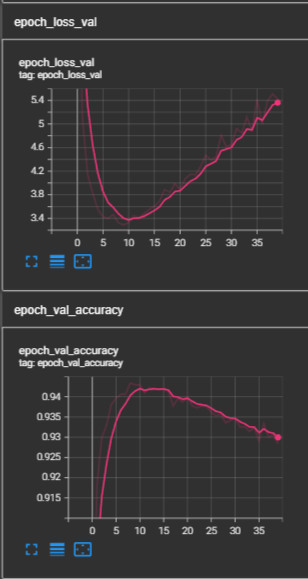 epoch_loss_val
epoch_loss_val
tag: epoch_loss_val
5.4
5
4.6
4.2
3.8
3.4
0 5 10 15 20 25 30 35
epoch_val_accuracy
epoch_val_accuracy
tag: epoch_val_accuracy
0.94
0.935
0.93
0.925
0.92
0.915
0 5 10 15 20 25 30 35